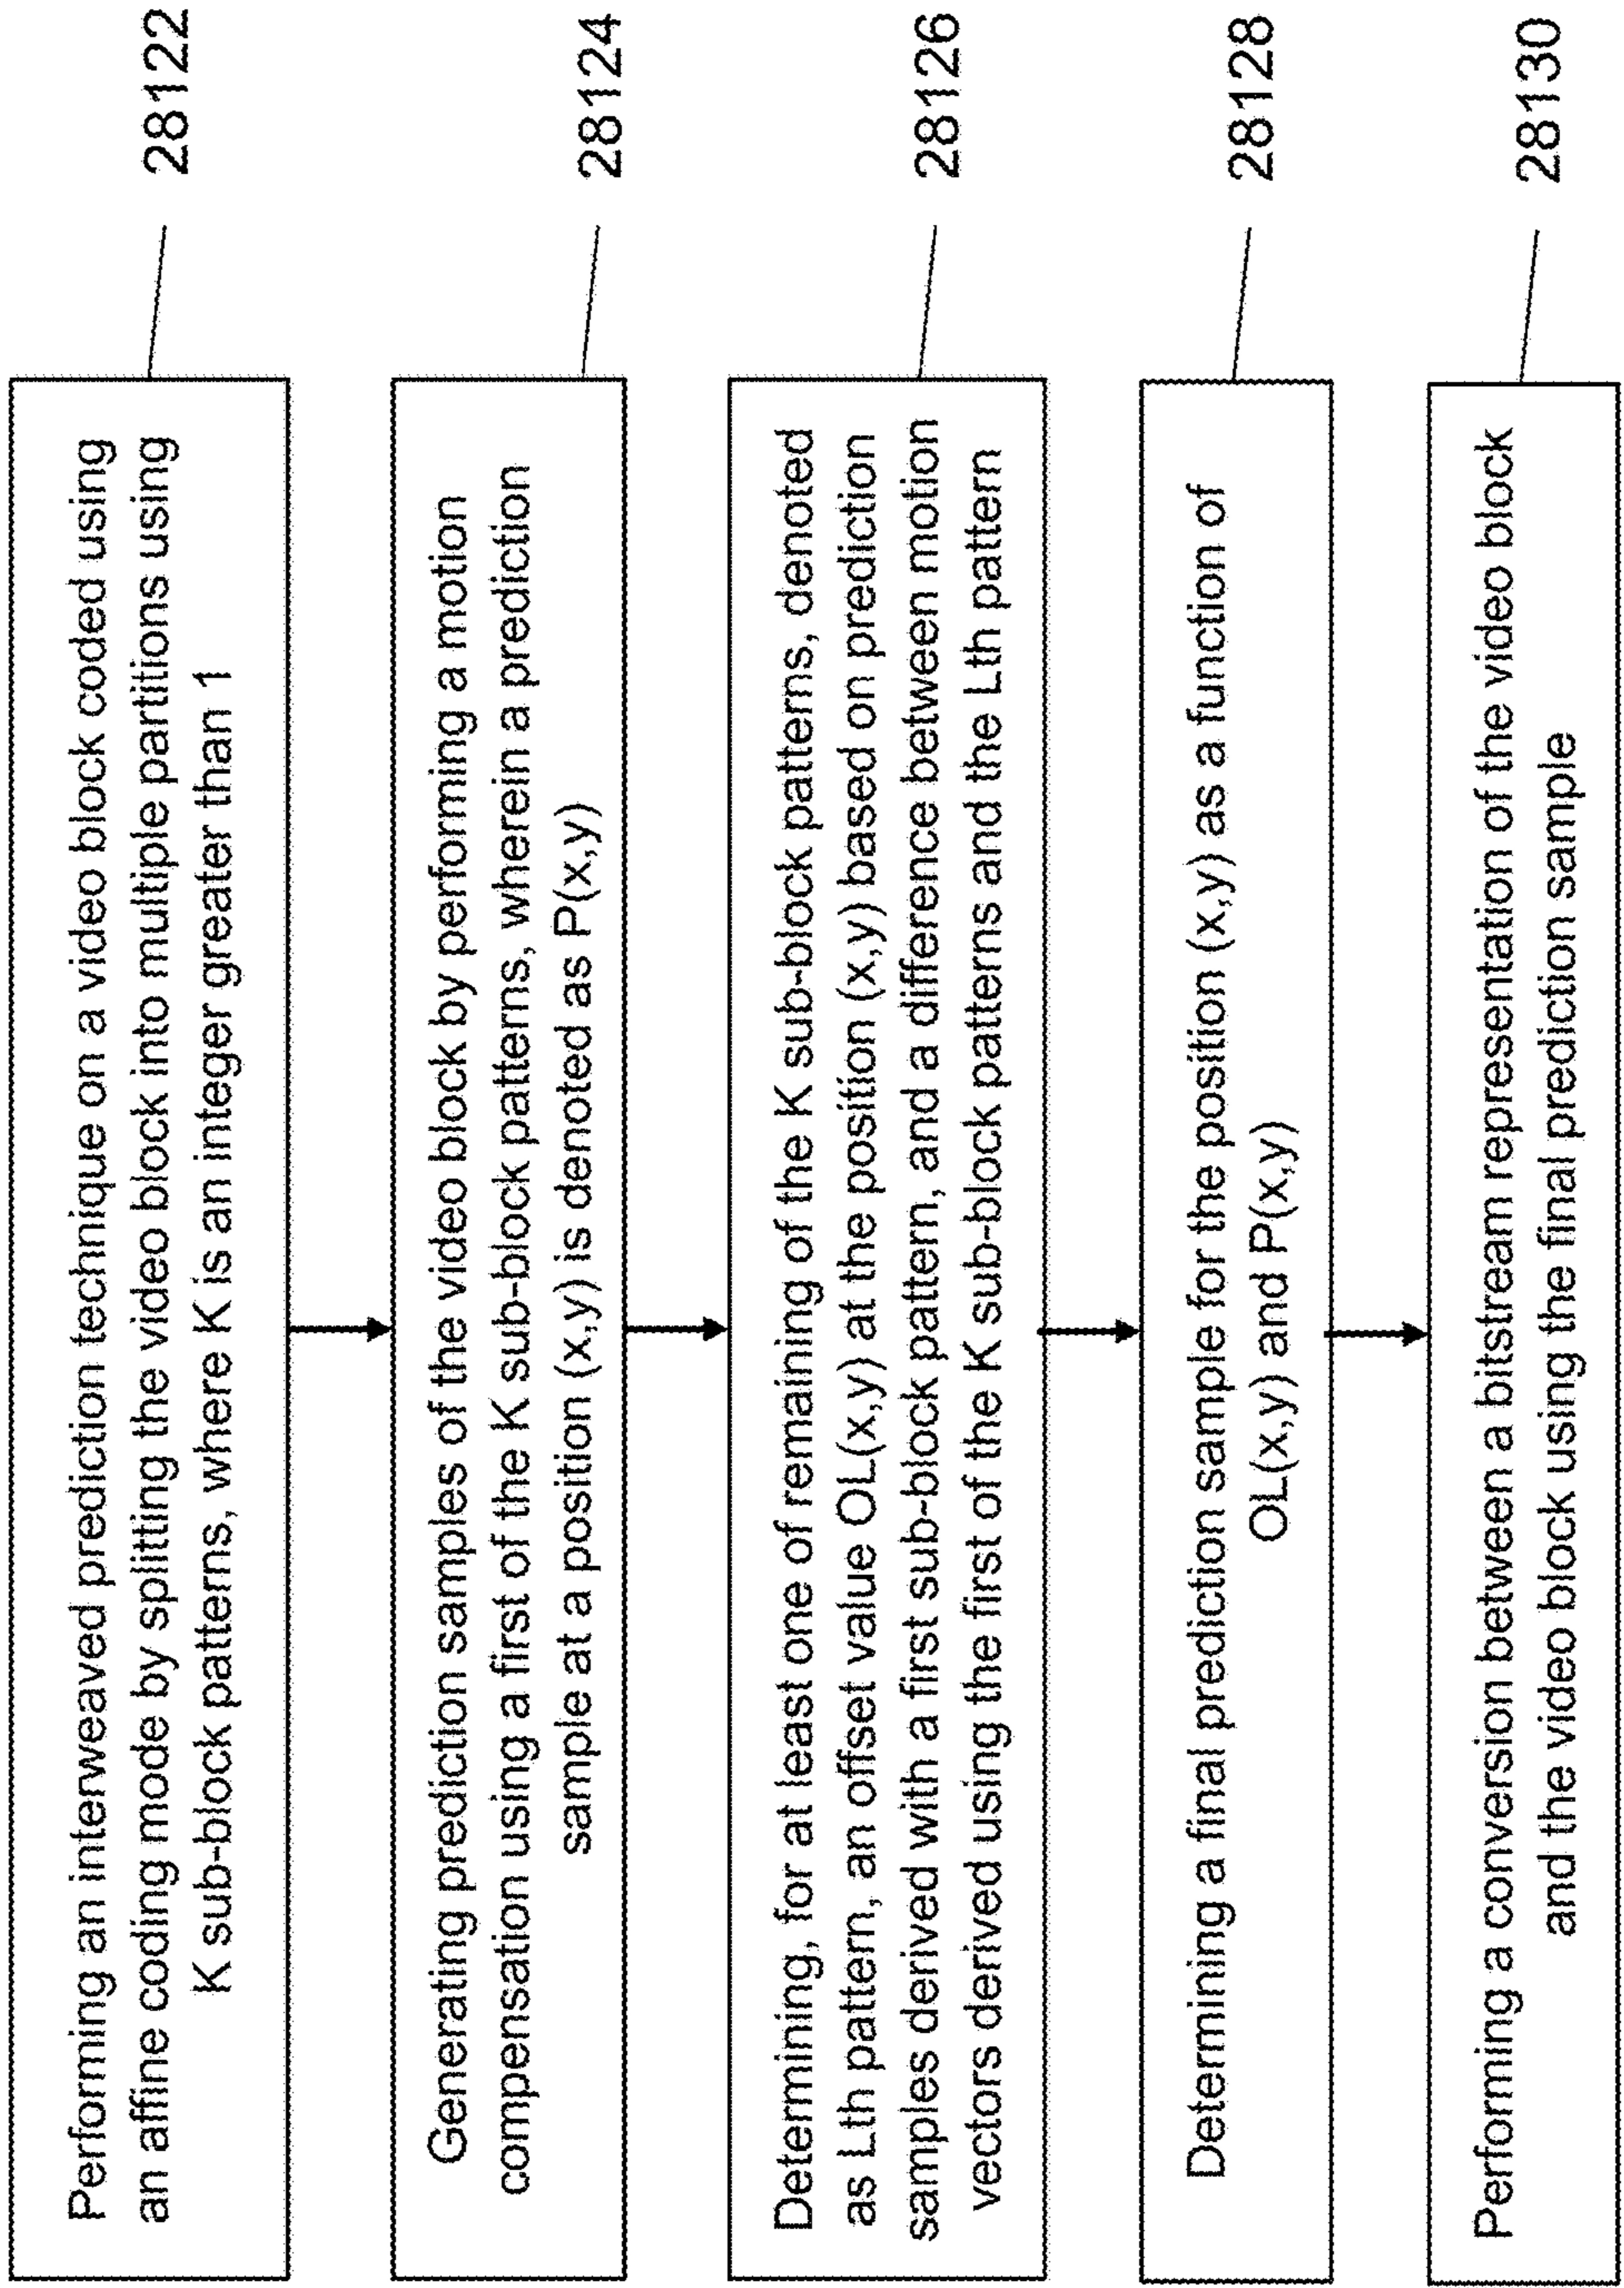 Performing an interweaved prediction technique on a video block coded using
an affine coding mode by splitting the video block into multiple partitions using
K sub-block patterns, where K is an integer greater than 1
28122
Generating prediction samples of the video block by performing a motion
compensation using a first of the K sub-block patterns, wherein a prediction
sample at a position (x,y) is denoted as P(x,y)
28124
Determining, for at least one of remaining of the K sub-block patterns, denoted
as Lth pattern, an offset value OL(x,y) at the position (x,y) based on prediction
samples derived with a first sub-block pattern, and a difference between motion
vectors derived using the first of the K sub-block patterns and the Lth pattern
28126
Determining a final prediction sample for the position (x,y) as a function of
OL(x,y) and P(x,y)
28128
Performing a conversion between a bitstream representation of the video block
and the video block using the final prediction sample
28130